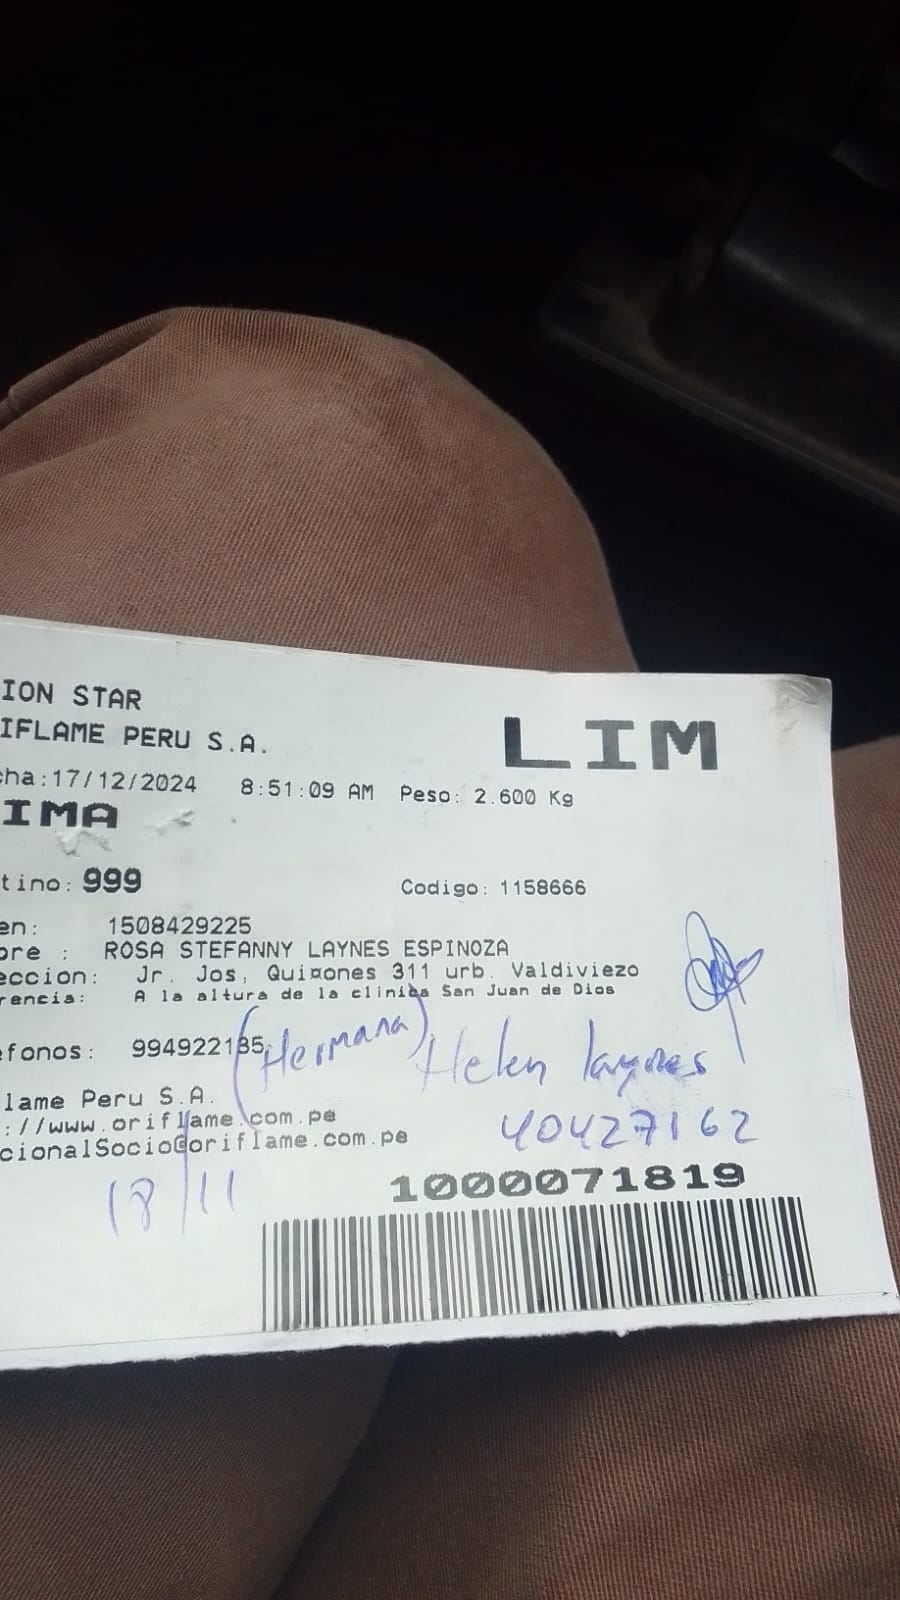 ION STAR
IFLAME PERU S.A.
LIM
cha:17/12/2024 8:51:09 AM Peso: 2.600 Kg
IMA
tino: 999 Codigo: 1158666
en: 1508429225
ore : ROSA STEFANNY LAYNES ESPINOZA
eccion: Jr. Jos, Qui¤ones 311 urb. Valdiviezo
rencia: A la altura de la clinica San Juan de Dios
efonos: 994922185
(Hermana) Helen laynes
lame Peru S.A.
://www.oriflame.com.pe
cionalSocio@oriflame.com.pe
40427162
18/11
1000071819